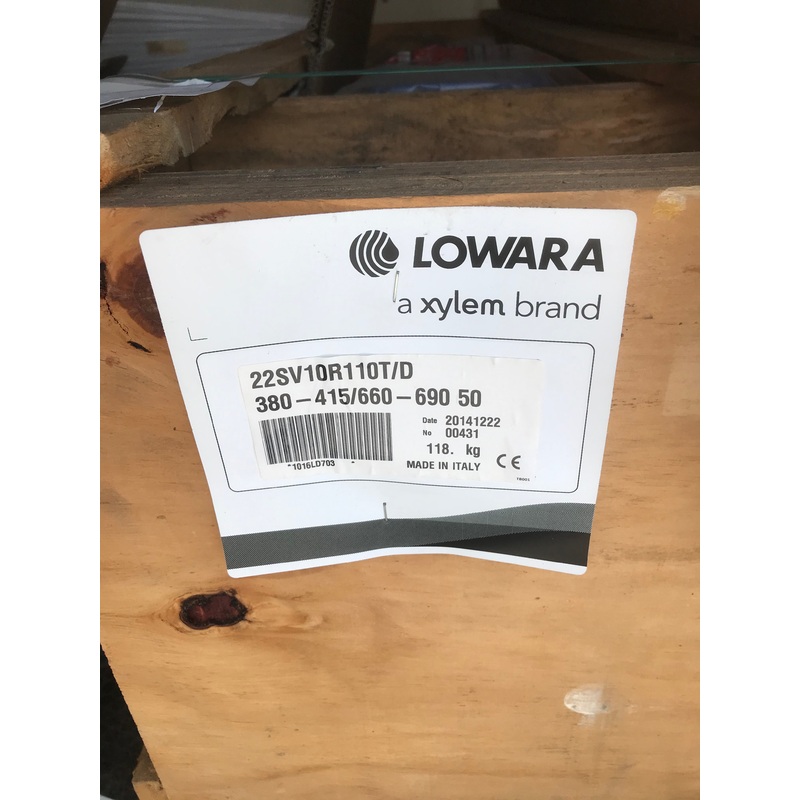 LOWARA
a xylem brand
22SV10R110T/D
380-415/660-690 50
Date 20141222
No 00431
118. kg
*1016LD703 *
MADE IN ITALY CE